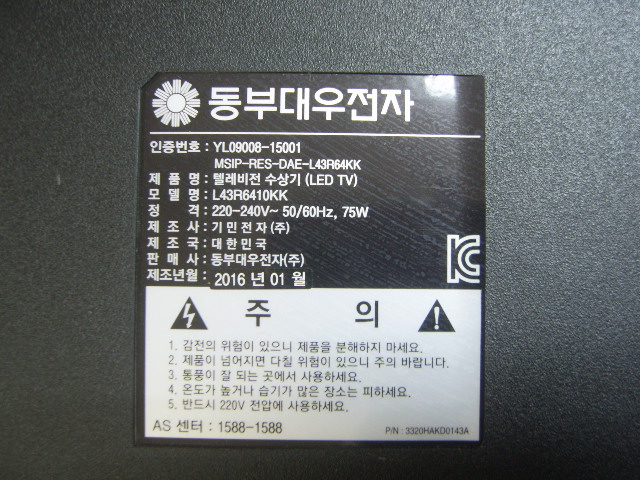 동부대우전자
인증번호 : YL09008-15001
MSIP-RES-DAE-L43R64KK
제 품 명 : 텔레비전 수상기 (LED TV)
모 델 명 : L43R6410KK
정 격 : 220-240V~ 50/60Hz, 75W
제 조 사 : 기민전자 (주)
제 조 국 : 대한민국
판 매 사 : 동부대우전자(주)
제조년월 : 2016 년 01 월
주 의
1. 감전의 위험이 있으니 제품을 분해하지 마세요.
2. 제품이 넘어지면 다칠 위험이 있으니 주의 바랍니다.
3. 통풍이 잘 되는 곳에서 사용하세요.
4. 온도가 높거나 습기가 많은 장소는 피하세요.
5. 반드시 220V 전압에 사용하세요.
AS 센터 : 1588-1588
P/N : 3320HAKD0143A